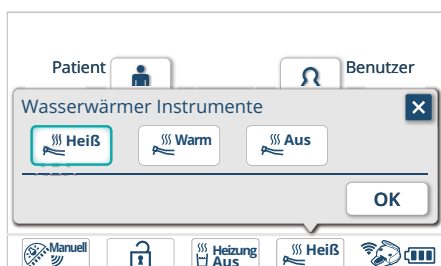 Patient Benutzer
Wasserwärmer Instrumente
Heiß Warm Aus
OK
Manuell Heizung Heiß
Aus